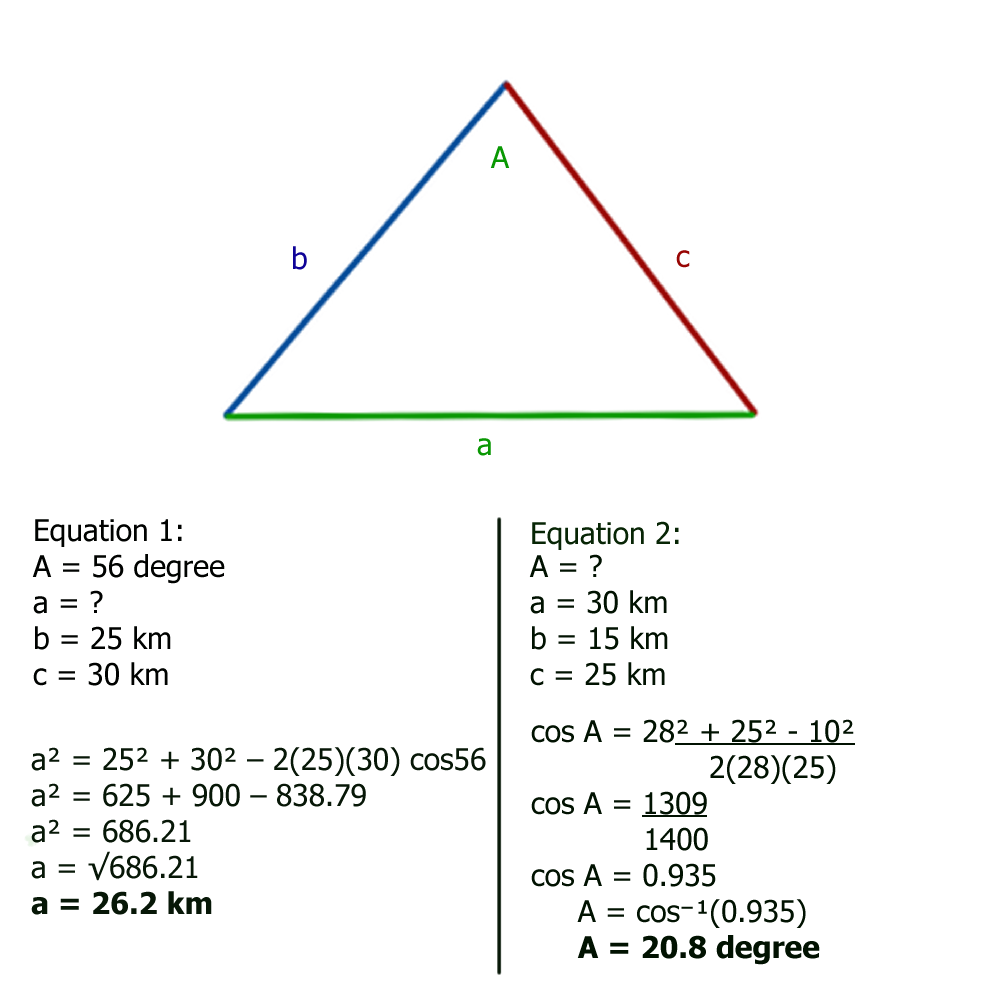 A
b
c
a
Equation 1:
A = 56 degree
a = ?
b = 25 km
c = 30 km
a² = 25² + 30² – 2(25)(30) cos56
a² = 625 + 900 – 838.79
a² = 686.21
a = √686.21
a = 26.2 km
Equation 2:
A = ?
a = 30 km
b = 15 km
c = 25 km
cos A = 28² + 25² - 10²
2(28)(25)
cos A = 1309
1400
cos A = 0.935
A = cos⁻¹(0.935)
A = 20.8 degree